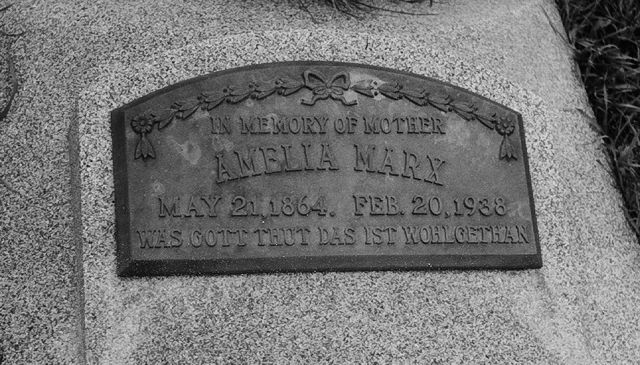 IN MEMORY OF MOTHER
AMELIA MARX
MAY 21, 1864. FEB. 20, 1938
WAS GOTT THUT DAS IST WOHLGETHAN